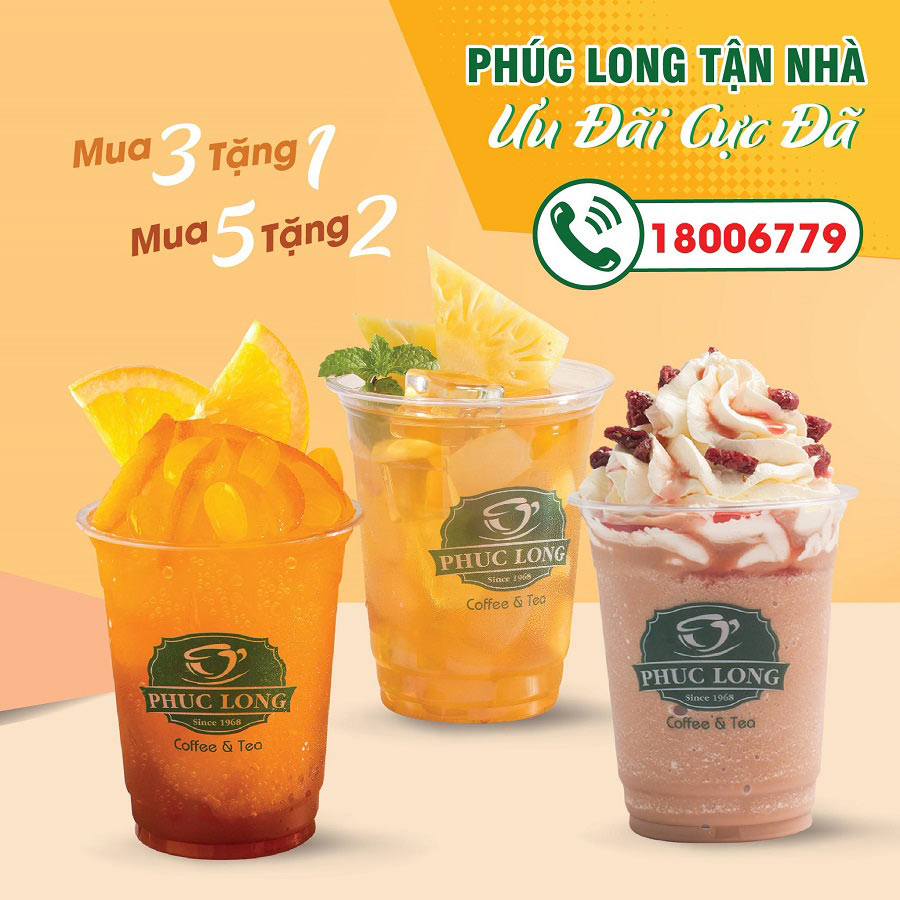 PHÚC LONG TẬN NHÀ
Ưu Đãi Cực Đã
18006779
Mua 3 Tặng 1
Mua 5 Tặng 2
PHUC LONG
Since 1968
Coffee & Tea
PHUC LONG
Since 1968
Coffee & Tea
PHUC LONG
Since 1968
Coffee & Tea